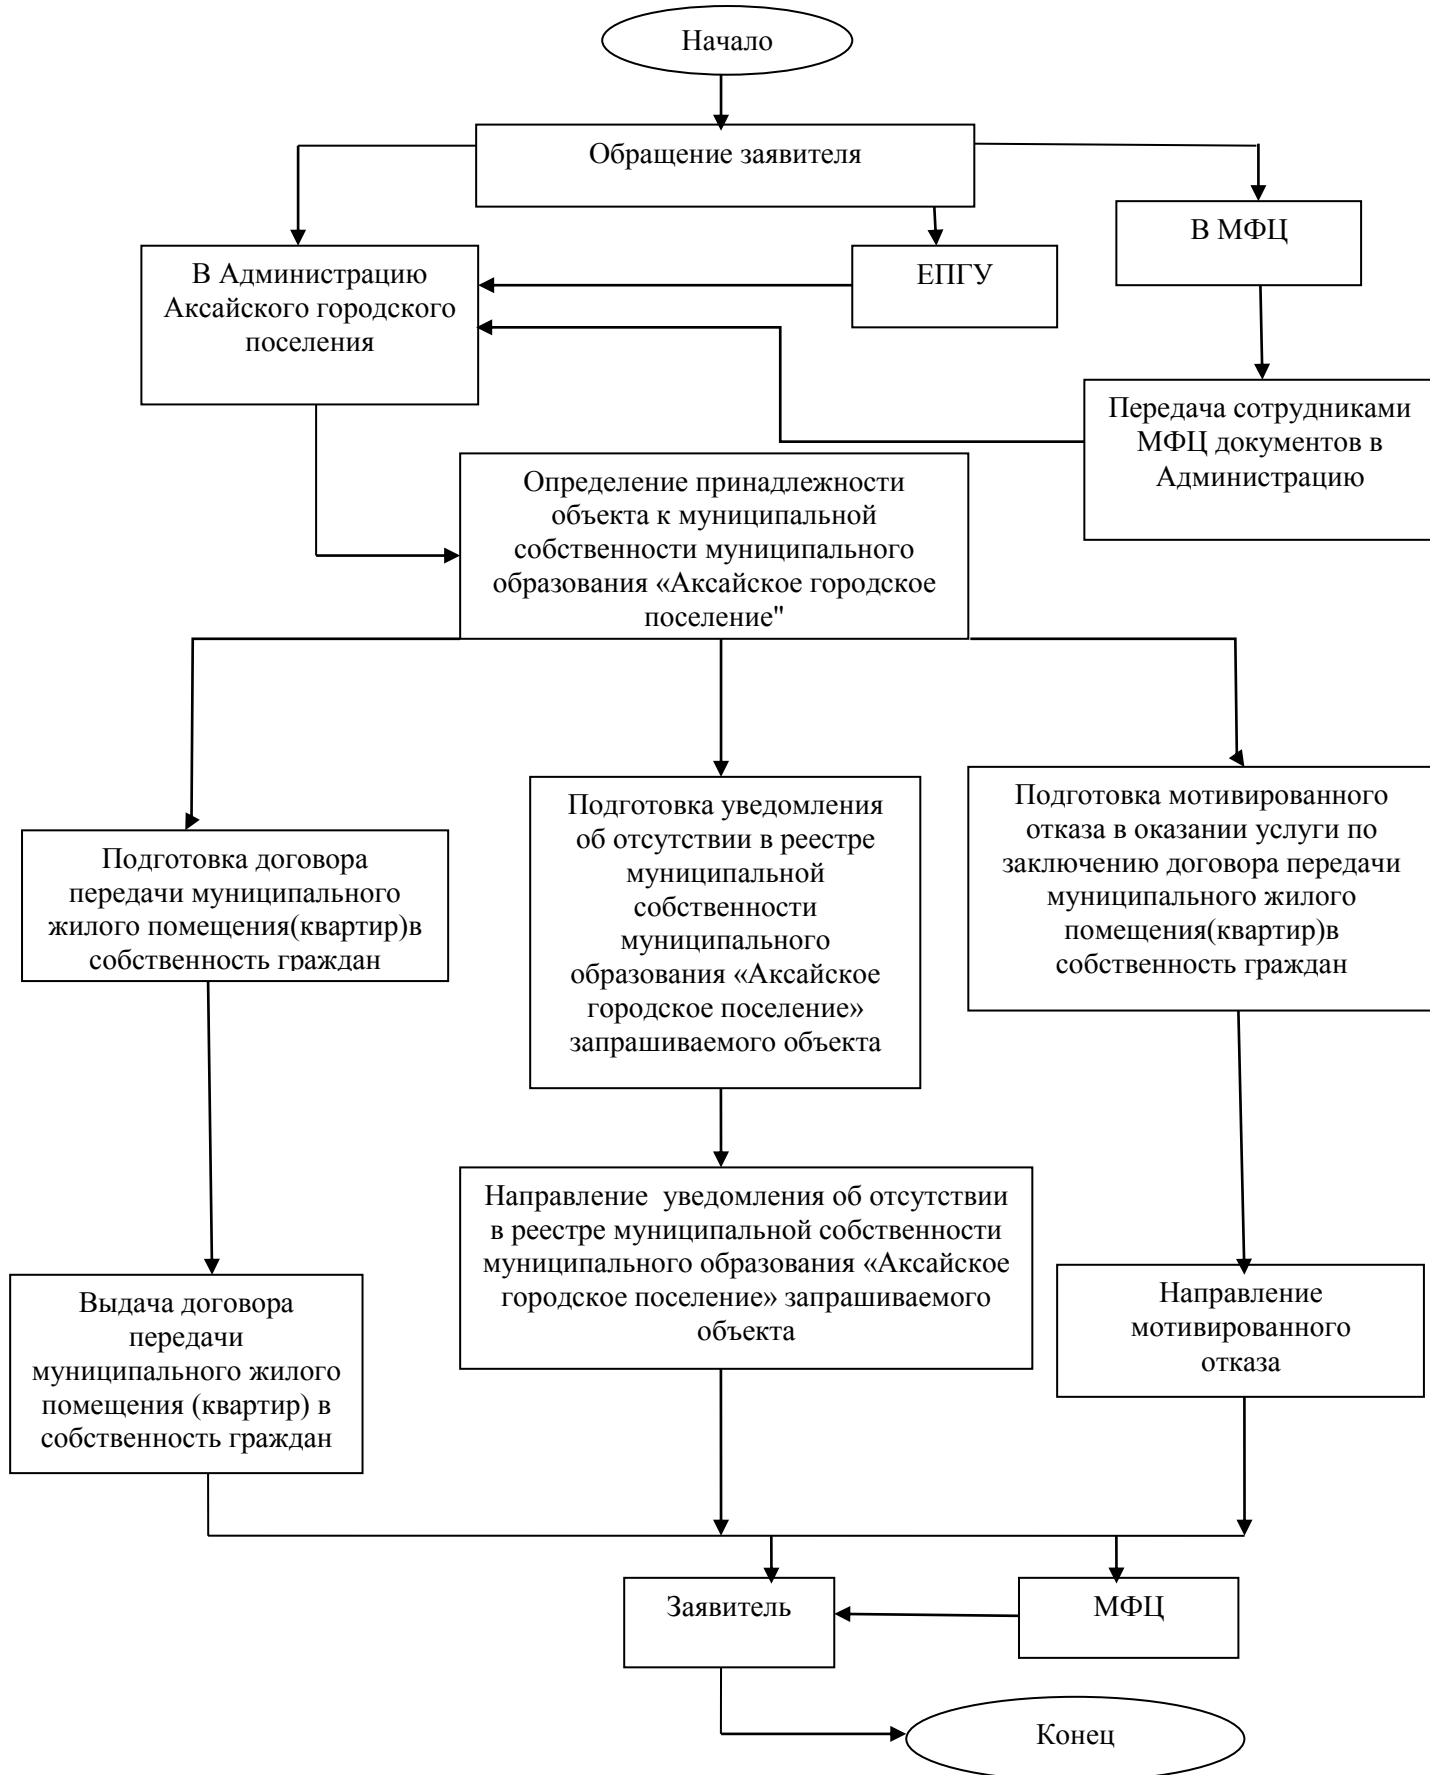 Начало
Обращение заявителя
В МФЦ
В Администрацию
Аксайского городского
поселения
ЕПГУ
Передача сотрудниками
МФЦ документов в
Администрацию
Определение принадлежности
объекта к муниципальной
собственности муниципального
образования «Аксайское городское
поселение"
Подготовка договора
передачи муниципального
жилого помещения(квартир)в
собственность граждан
Подготовка уведомления
об отсутствии в реестре
муниципальной
собственности
муниципального
образования «Аксайское
городское поселение»
запрашиваемого объекта
Подготовка мотивированного
отказа в оказании услуги по
заключению договора передачи
муниципального жилого
помещения(квартир)в
собственность граждан
Выдача договора
передачи
муниципального жилого
помещения (квартир) в
собственность граждан
Направление  уведомления об отсутствии
в реестре муниципальной собственности
муниципального образования «Аксайское
городское поселение» запрашиваемого
объекта
Направление
мотивированного
отказа
Заявитель
МФЦ
Конец